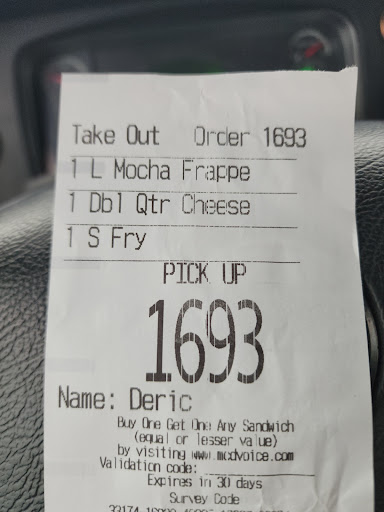 Take Out Order 1693
1 L Mocha Frappe
1 Dbl Qtr Cheese
1 S Fry
PICK UP
1693
Name: Deric
Buy One Get One Any Sandwich
(equal or lesser value)
by visiting www.mcdvoice.com
Validation code:
Expires in 30 days
Survey Code